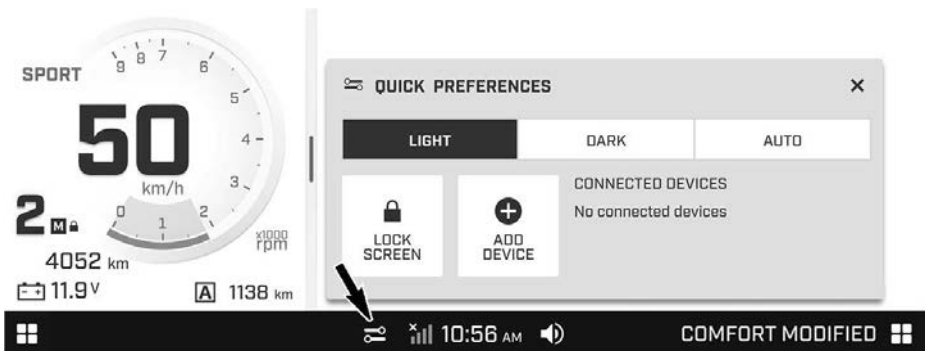 SPORT
9 8 7 6
5
4
3
2
1
0
50
km/h
x1000
rpm
2 M
4052 km
11.9 V
A 1138 km
QUICK PREFERENCES
LIGHT DARK AUTO
LOCK
SCREEN
ADD
DEVICE
CONNECTED DEVICES
No connected devices
10:56 AM
COMFORT MODIFIED